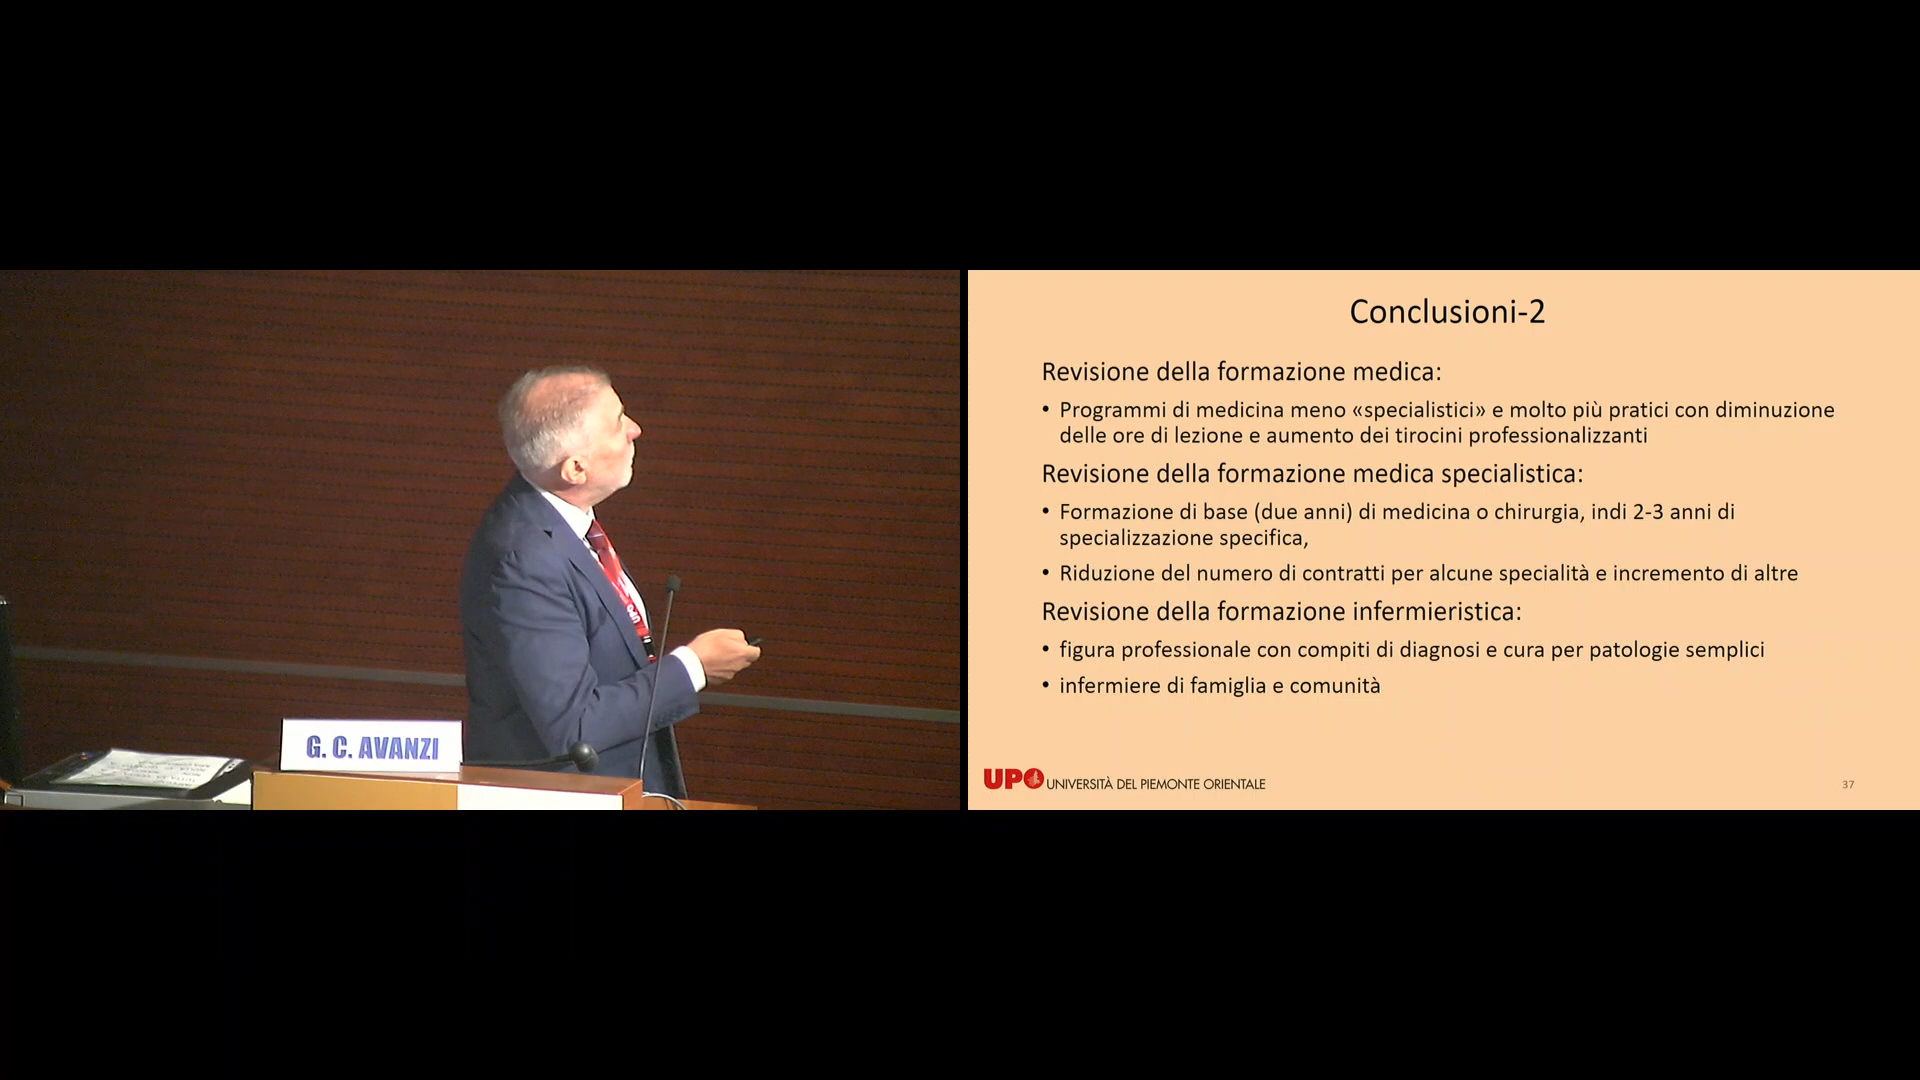 G. C. AVANZI
UPO
Conclusioni-2
Revisione della formazione medica:
• Programmi di medicina meno «specialistici» e molto più pratici con diminuzione
delle ore di lezione e aumento dei tirocini professionalizzanti
Revisione della formazione medica specialistica:
• Formazione di base (due anni) di medicina o chirurgia, indi 2-3 anni di
specializzazione specifica,
• Riduzione del numero di contratti per alcune specialità e incremento di altre
Revisione della formazione infermieristica:
• figura professionale con compiti di diagnosi e cura per patologie semplici
• infermiere di famiglia e comunità
UPO UNIVERSITÀ DEL PIEMONTE ORIENTALE
37